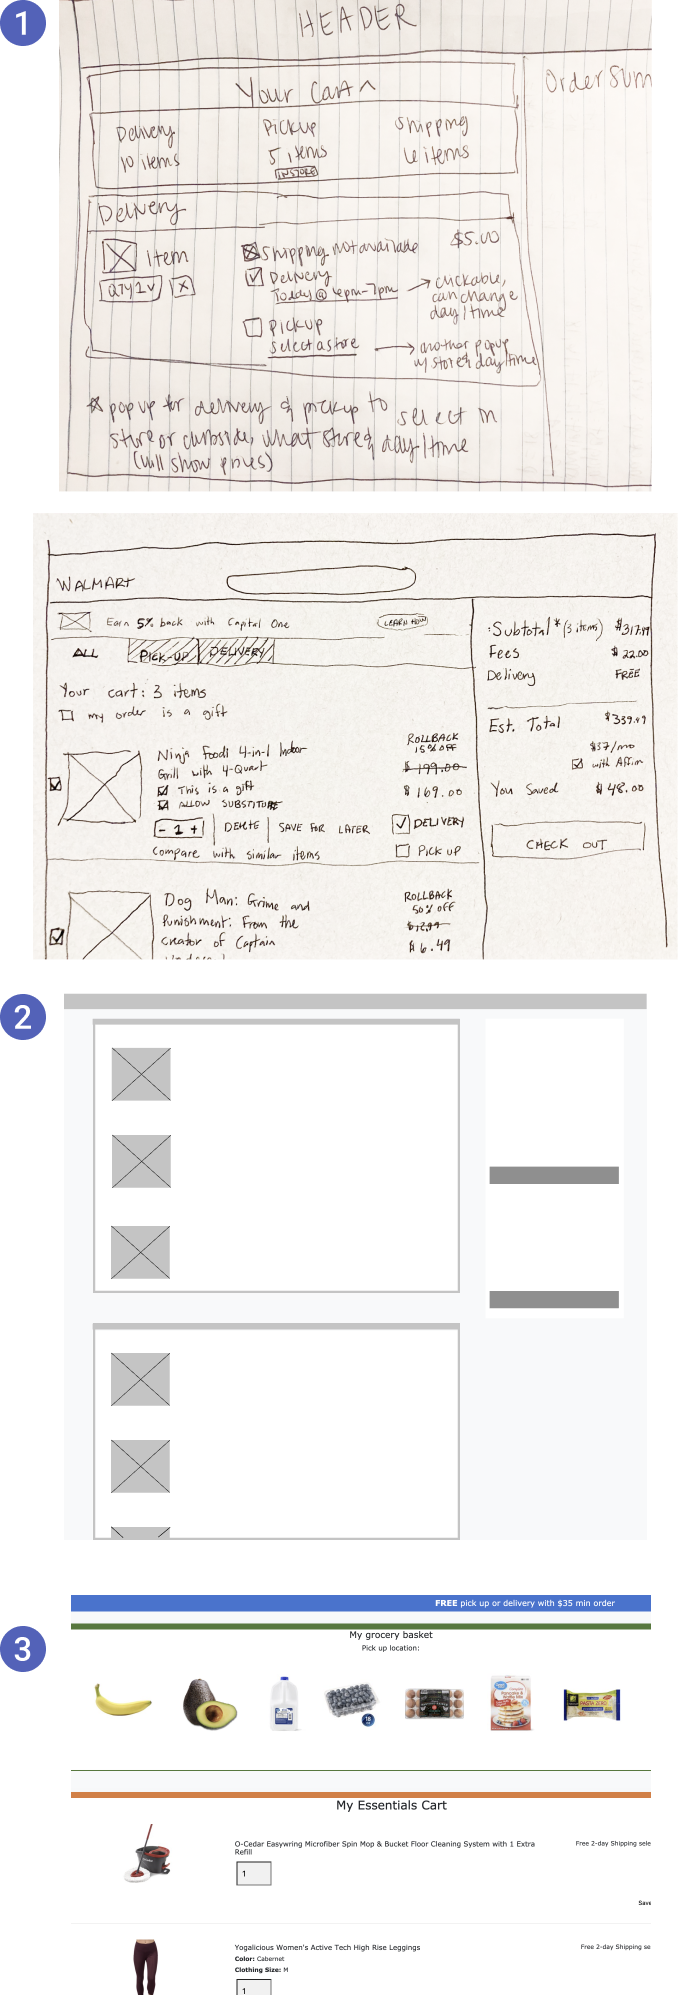 1
HEADER
Your Cart ^
Order Sum
Delivery Pickup Shipping
10 items 5 items 6 items
INSTORE
Delivery
Item
QTY 1 v X
Shipping not available $5.00
Delivery
Today @ 6pm-7pm → clickable,
can change
day/time
Pickup
select a store → another popup
w/ store & day/time
* popup for delivery & pickup to select in
store or curbside, what store & day/time
(will show prices)
WALMART
Earn 5% back with Capital One LEARN HOW
ALL PICK-UP DELIVERY
Your cart: 3 items
my order is a gift
Ninja Foodi 4-in-1 Indoor
Grill with 4-Quart
This is a gift
ALLOW SUBSTITUTE
- 1 + DELETE SAVE FOR LATER
Compare with similar items
ROLLBACK
15% OFF
$199.00
$169.00
DELIVERY
PICK UP
Dog Man: Grime and
Punishment: From the
creator of Captain
ROLLBACK
50% OFF
$12.99
$6.49
Subtotal * (3 items) $317.49
Fees $22.00
Delivery FREE
Est. Total $339.49
$37/mo
with Affirm
You Saved $48.00
CHECK OUT
2
3
FREE pick up or delivery with $35 min order
My grocery basket
Pick up location:
My Essentials Cart
O-Cedar Easywring Microfiber Spin Mop & Bucket Floor Cleaning System with 1 Extra
Refill
Free 2-day Shipping sele
1
Save
Yogalicious Women's Active Tech High Rise Leggings
Free 2-day Shipping se
Color: Cabernet
Clothing Size: M
1